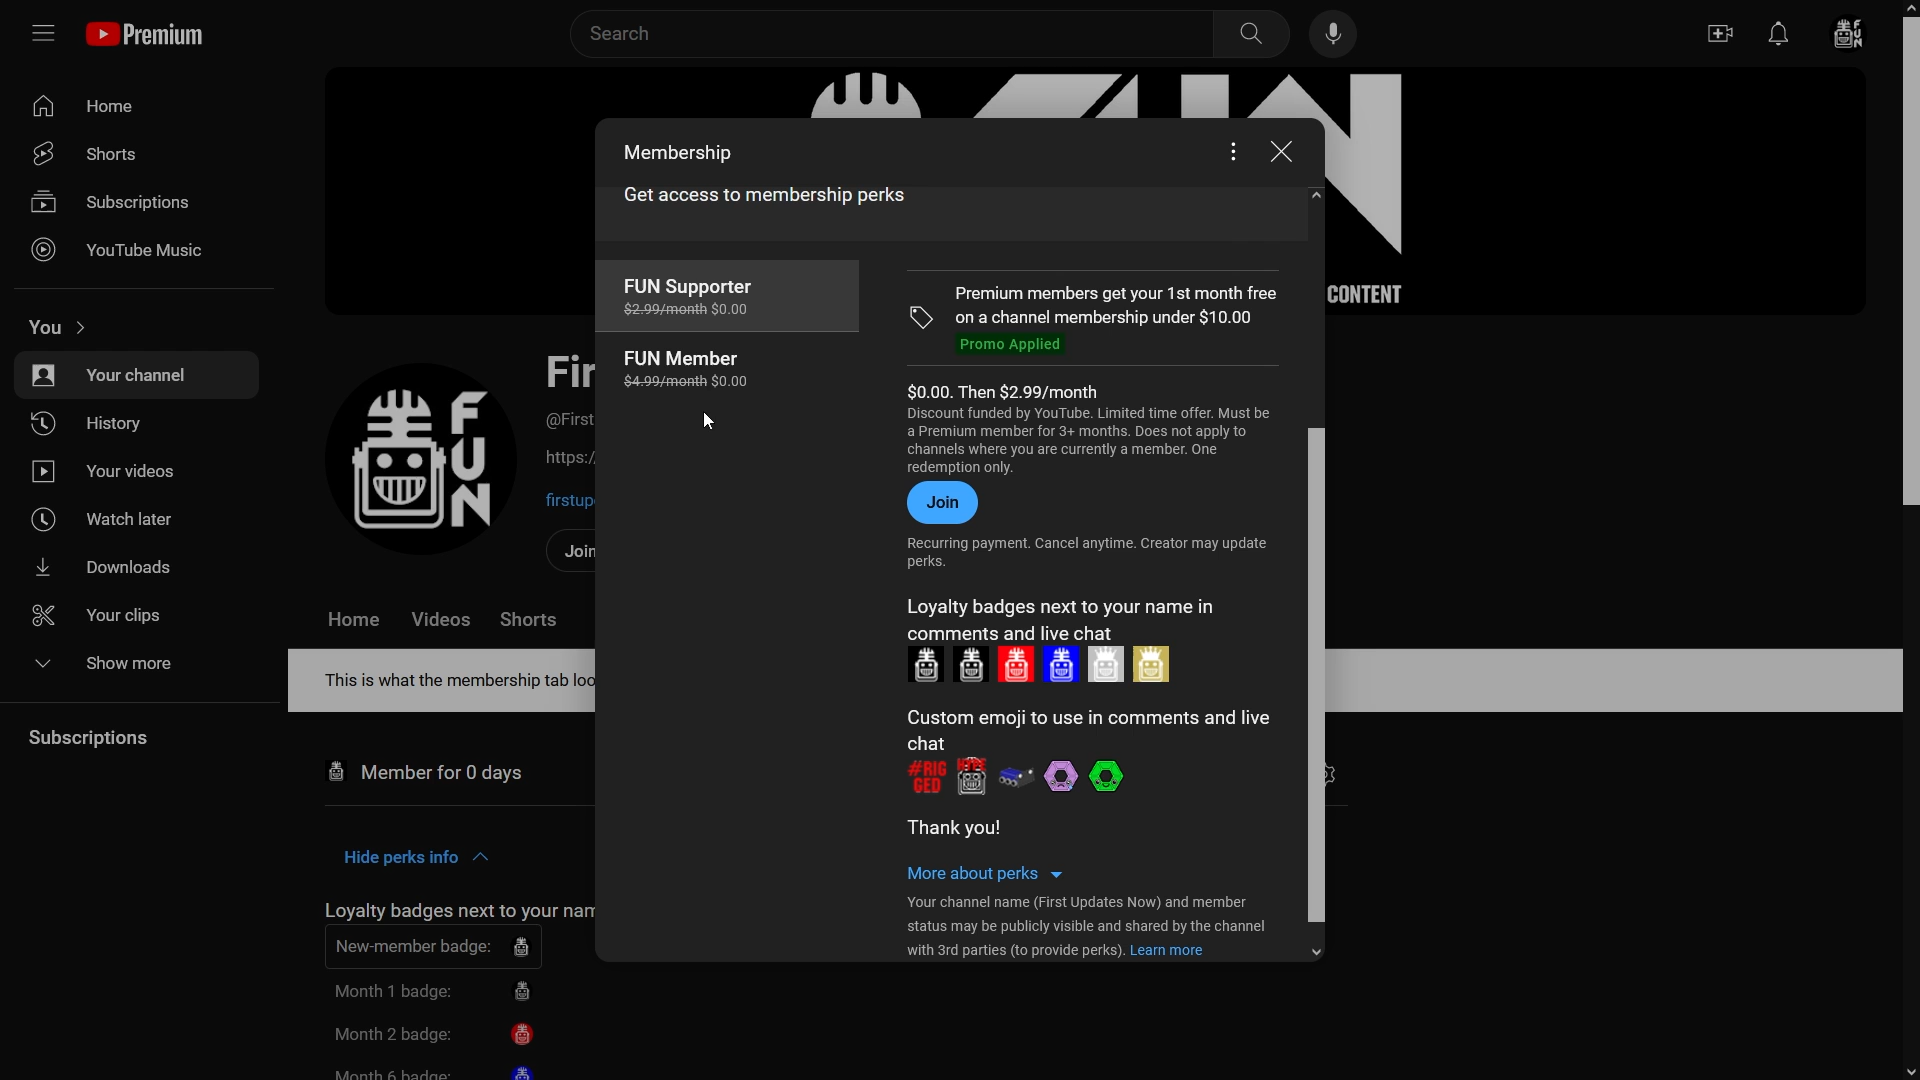 Premium
Search
FUN
Home
Shorts
Subscriptions
YouTube Music
You
Your channel
History
Your videos
Watch later
Downloads
Your clips
Show more
Subscriptions
CONTENT
FUN
Fir
@First
https:/
firstup
Join
Home Videos Shorts
This is what the membership tab loo
Member for 0 days
Hide perks info
Loyalty badges next to your nam
New-member badge:
Month 1 badge:
Month 2 badge:
Month 6 badge:
Membership
Get access to membership perks
FUN Supporter
$2.99/month $0.00
FUN Member
$4.99/month $0.00
Premium members get your 1st month free
on a channel membership under $10.00
Promo Applied
$0.00. Then $2.99/month
Discount funded by YouTube. Limited time offer. Must be
a Premium member for 3+ months. Does not apply to
channels where you are currently a member. One
redemption only.
Join
Recurring payment. Cancel anytime. Creator may update
perks.
Loyalty badges next to your name in
comments and live chat
Custom emoji to use in comments and live
chat
#RIG
GED
HYPE
Thank you!
More about perks
Your channel name (First Updates Now) and member
status may be publicly visible and shared by the channel
with 3rd parties (to provide perks). Learn more